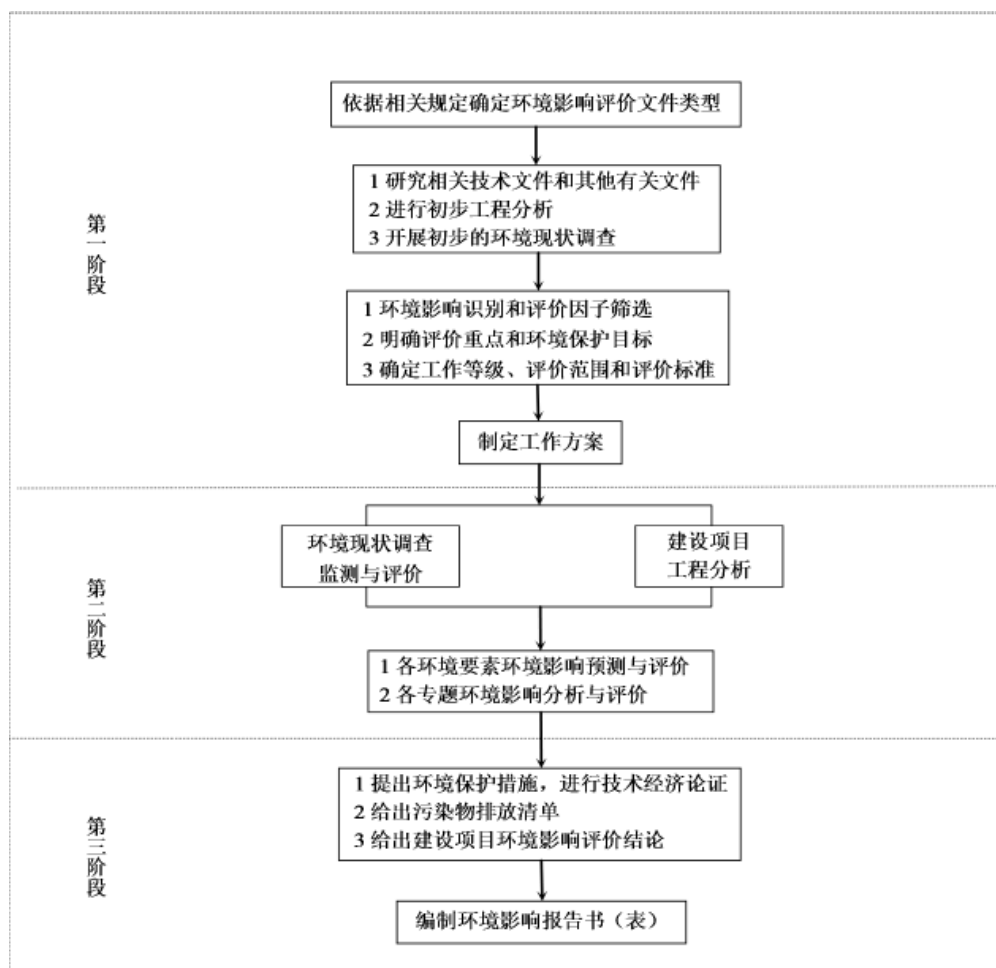 依据相关规定确定环境影响评价文件类型
1 研究相关技术文件和其他有关文件
2 进行初步工程分析
3 开展初步的环境现状调查
第一阶段
1 环境影响识别和评价因子筛选
2 明确评价重点和环境保护目标
3 确定工作等级、评价范围和评价标准
制定工作方案
环境现状调查
监测与评价
建设项目
工程分析
第二阶段
1 各环境要素环境影响预测与评价
2 各专题环境影响分析与评价
1 提出环境保护措施，进行技术经济论证
2 给出污染物排放清单
3 给出建设项目环境影响评价结论
第三阶段
编制环境影响报告书（表）